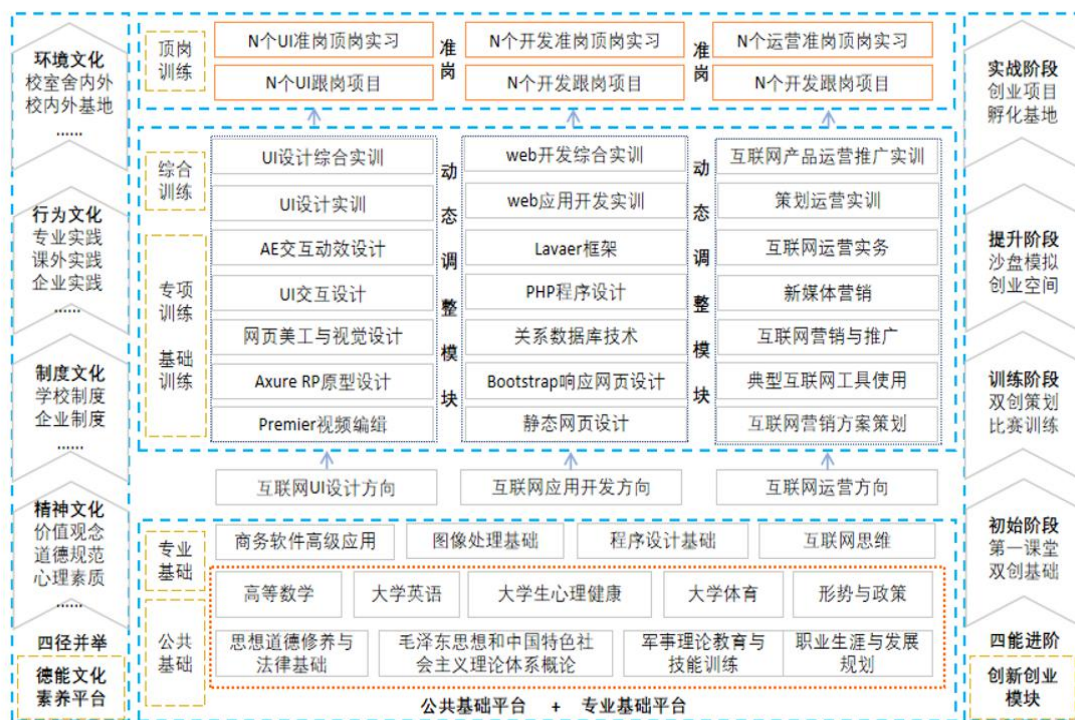 环境文化
校室舍内外
校内外基地
……
行为文化
专业实践
课外实践
企业实践
……
制度文化
学校制度
企业制度
……
精神文化
价值观念
道德规范
心理素质
……
四径并举
德能文化
素养平台
顶岗
训练
N个UI准岗顶岗实习
N个UI跟岗项目
准
岗
N个开发准岗顶岗实习
N个开发跟岗项目
准
岗
N个运营准岗顶岗实习
N个开发跟岗项目
综合
训练
专项
训练
基础
训练
UI设计综合实训
UI设计实训
AE交互动效设计
UI交互设计
网页美工与视觉设计
Axure RP原型设计
Premier视频编缉
动
态
调
整
模
块
web开发综合实训
web应用开发实训
Lavaer框架
PHP程序设计
关系数据库技术
Bootstrap响应网页设计
静态网页设计
动
态
调
整
模
块
互联网产品运营推广实训
策划运营实训
互联网运营实务
新媒体营销
互联网营销与推广
典型互联网工具使用
互联网营销方案策划
互联网UI设计方向
互联网应用开发方向
互联网运营方向
专业
基础
商务软件高级应用
图像处理基础
程序设计基础
互联网思维
公共
基础
高等数学
大学英语
大学生心理健康
大学体育
形势与政策
思想道德修养与
法律基础
毛泽东思想和中国特色社
会主义理论体系概论
军事理论教育与
技能训练
职业生涯与发展
规划
公共基础平台 + 专业基础平台
实战阶段
创业项目
孵化基地
提升阶段
沙盘模拟
创业空间
训练阶段
双创策划
比赛训练
初始阶段
第一课堂
双创基础
四能进阶
创新创业
模块